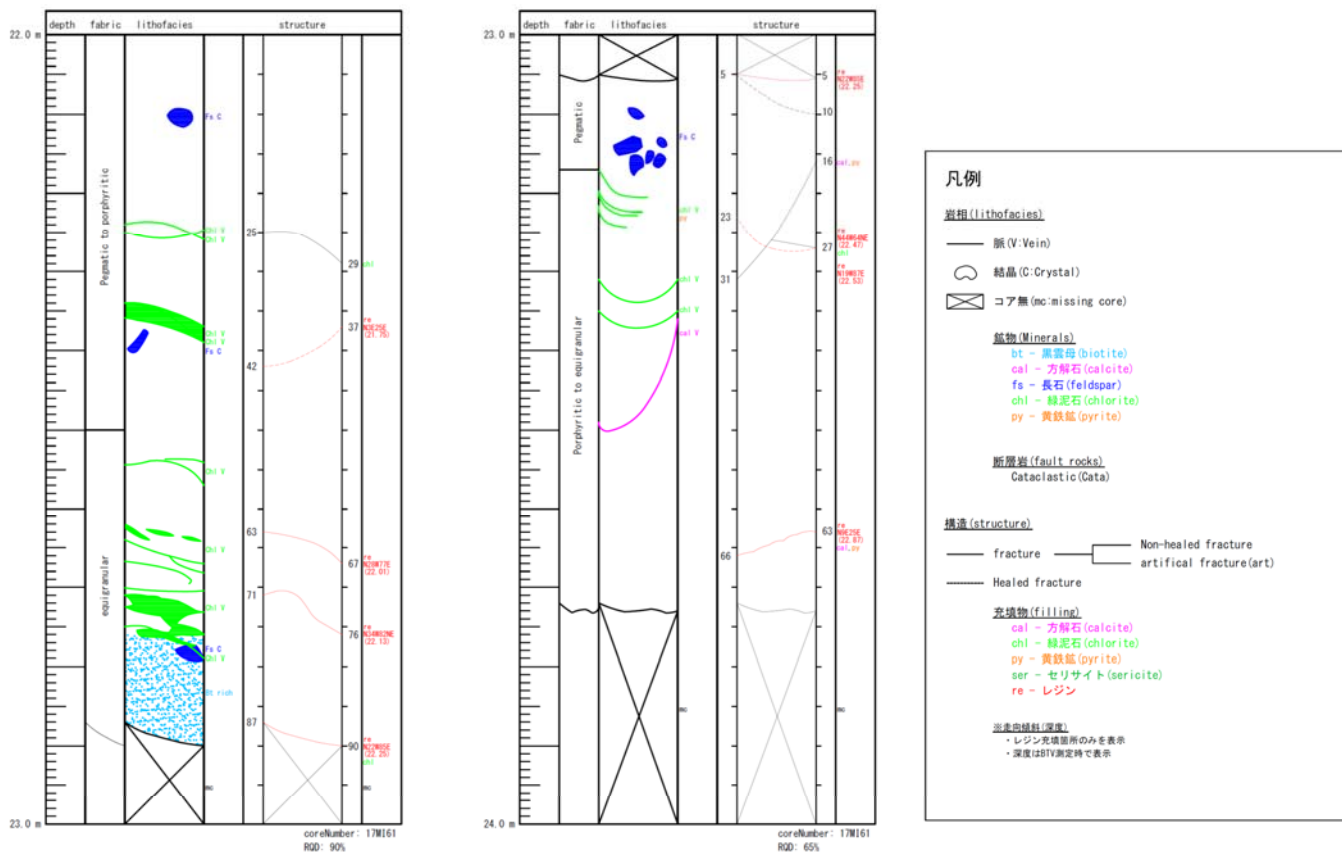 depth fabric lithofacies structure
22.0 m
Pegmatic to porphyritic
equigranular
Fs C
Chl V
Chl V
Chl V
Chl V
Fs C
Chl V
Chl V
Chl V
Fs C
Chl V
Bt rich
mc
25
29
chl
37
re
N3E25E
(21.75)
42
63
67
re
N28W77E
(22.01)
71
76
re
N34W82NE
(22.13)
87
90
re
N22W85E
(22.25)
chl
mc
23.0 m
coreNumber: 17MI61
RQD: 90%
depth fabric lithofacies structure
23.0 m
Pegmatic
Porphyritic to equigranular
Fs C
chl V
py
chl V
chl V
cal V
mc
5
5
re
N22W85E
(22.25)
10
16
cal,py
23
27
re
N44W64NE
(22.47)
chl
re
N19W87E
(22.53)
31
63
re
N9E25E
(22.87)
cal,py
66
mc
24.0 m
coreNumber: 17MI61
RQD: 65%
凡例
岩相(lithofacies)
脈(V:Vein)
結晶(C:Crystal)
コア無(mc:missing core)
鉱物(Minerals)
bt - 黒雲母(biotite)
cal - 方解石(calcite)
fs - 長石(feldspar)
chl - 緑泥石(chlorite)
py - 黄鉄鉱(pyrite)
断層岩(fault rocks)
Cataclastic(Cata)
構造(structure)
fracture
Non-healed fracture
artifical fracture(art)
Healed fracture
充填物(filling)
cal - 方解石(calcite)
chl - 緑泥石(chlorite)
py - 黄鉄鉱(pyrite)
ser - セリサイト(sericite)
re - レジン
※走向傾斜(深度)
・レジン充填箇所のみを表示
・深度はBTV測定時で表示